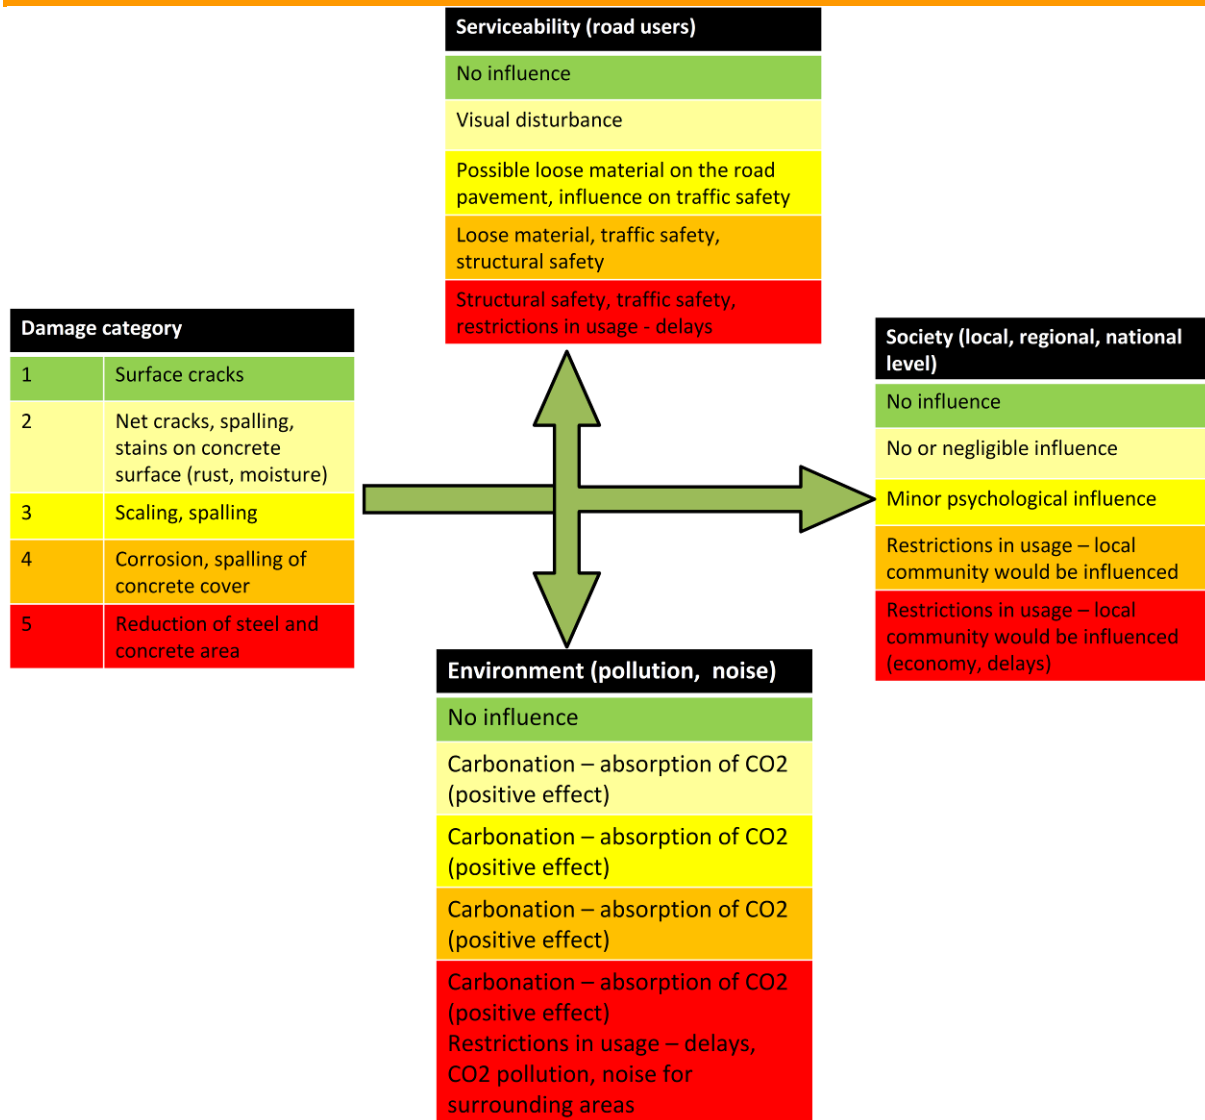 Serviceability (road users)
No influence
Visual disturbance
Possible loose material on the road
pavement, influence on traffic safety
Loose material, traffic safety,
structural safety
Structural safety, traffic safety,
restrictions in usage - delays
Damage category
1 Surface cracks
2 Net cracks, spalling,
stains on concrete
surface (rust, moisture)
3 Scaling, spalling
4 Corrosion, spalling of
concrete cover
5 Reduction of steel and
concrete area
Society (local, regional, national
level)
No influence
No or negligible influence
Minor psychological influence
Restrictions in usage – local
community would be influenced
Restrictions in usage – local
community would be influenced
(economy, delays)
Environment (pollution,  noise)
No influence
Carbonation – absorption of CO2
(positive effect)
Carbonation – absorption of CO2
(positive effect)
Carbonation – absorption of CO2
(positive effect)
Carbonation – absorption of CO2
(positive effect)
Restrictions in usage – delays,
CO2 pollution, noise for
surrounding areas